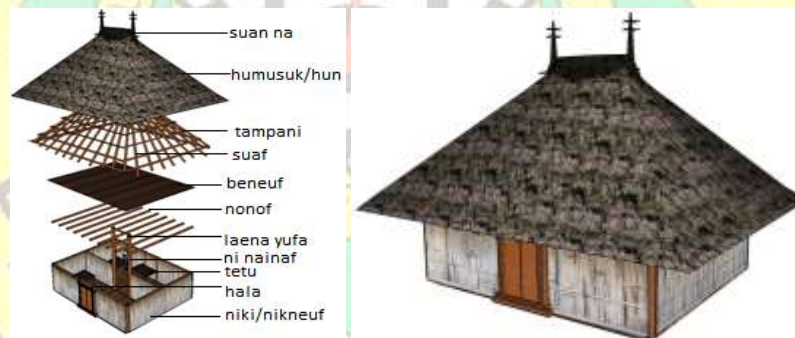 suan na
humusuk/hun
tampani
suaf
beneuf
nonof
laena yufa
ni nainaf
tetu
hala
niki/nikneuf